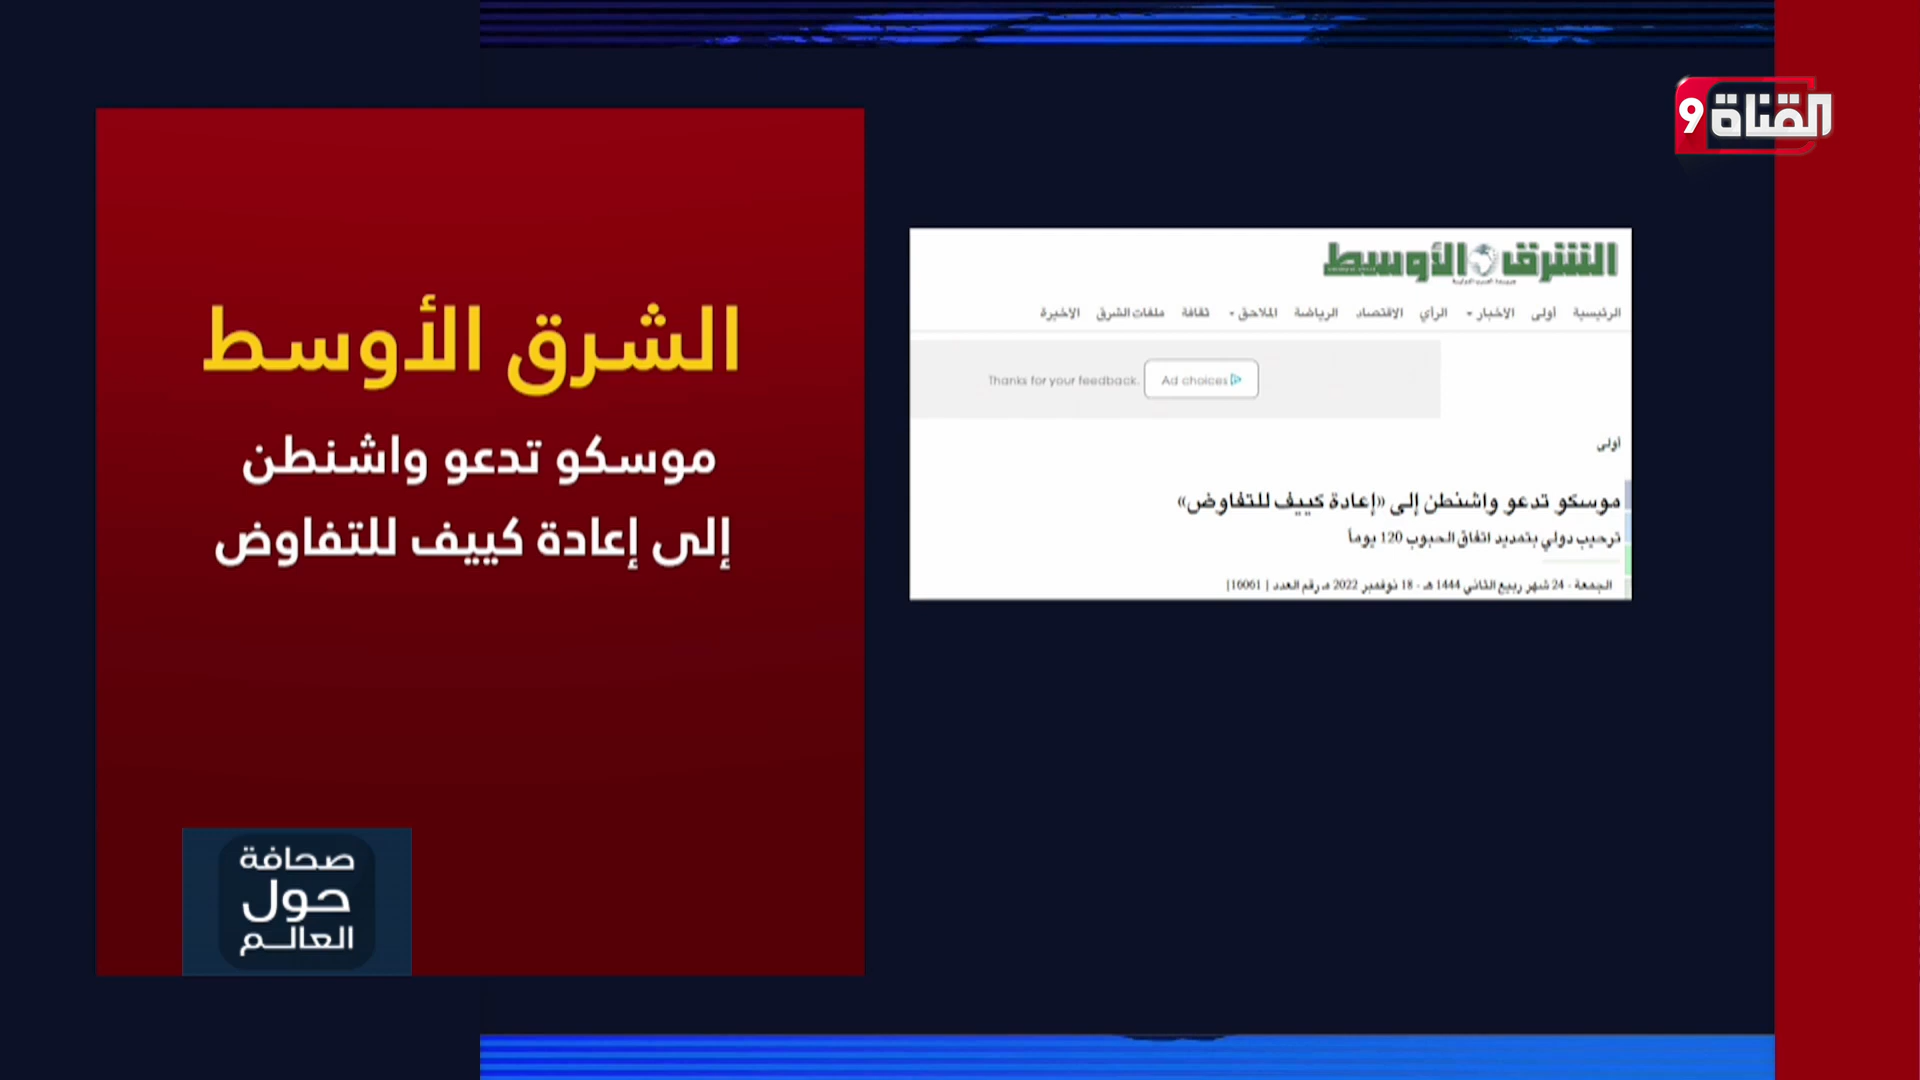 القناة 9
الشرق الأوسط
موسكو تدعو واشنطن
إلى إعادة كييف للتفاوض
صحافة
حول
العالم
الشرق الأوسط
الرئيسية أولى الأخبار الرأي الاقتصاد الرياضة الملاحق ثقافة ملفات الشرق الأخيرة
Thanks for your feedback. Ad choices
أولى
موسكو تدعو واشنطن إلى «إعادة كييف للتفاوض»
ترحيب دولي بتمديد اتفاق الحبوب 120 يوماً
الجمعة - 24 شهر ربيع الثاني 1444 هـ - 18 نوفمبر 2022 مـ رقم العدد [ 16061]